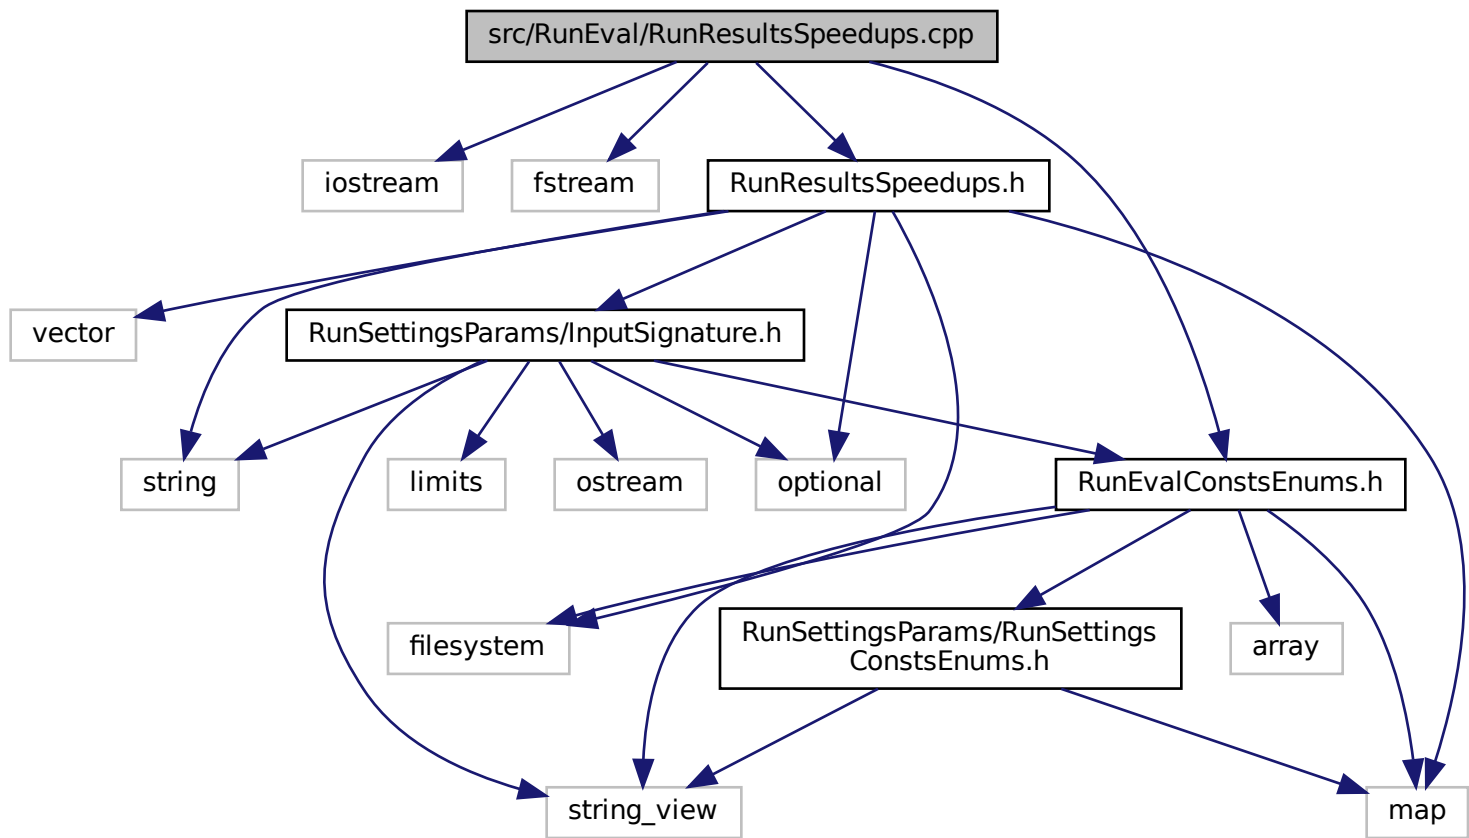 src/RunEval/RunResultsSpeedups.cpp
iostream
fstream
RunResultsSpeedups.h
vector
RunSettingsParams/InputSignature.h
string
limits
ostream
optional
RunEvalConstsEnums.h
filesystem
RunSettingsParams/RunSettings
ConstsEnums.h
array
string_view
map